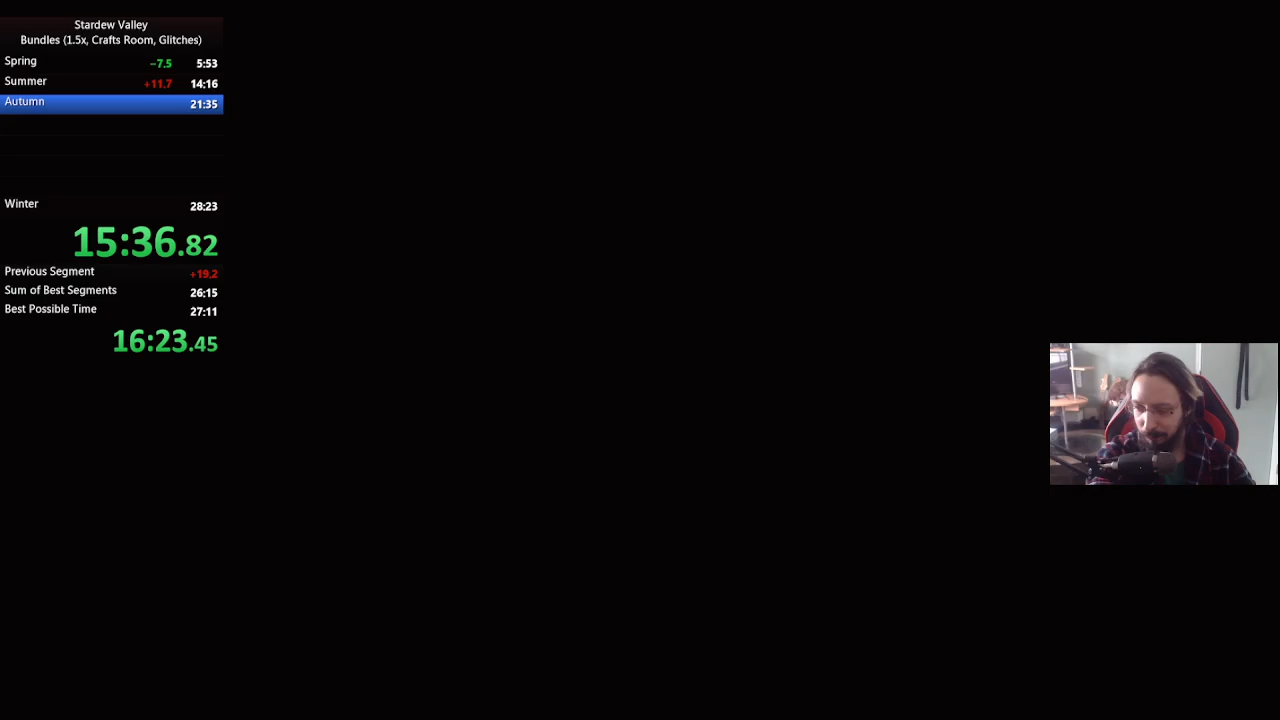 Stardew Valley
Bundles (1.5x, Crafts Room, Glitches)
Spring −7.5 5:53
Summer +11.7 14:16
Autumn 21:35
Winter 28:23
15:36.82
Previous Segment +19.2
Sum of Best Segments 26:15
Best Possible Time 27:11
16:23.45